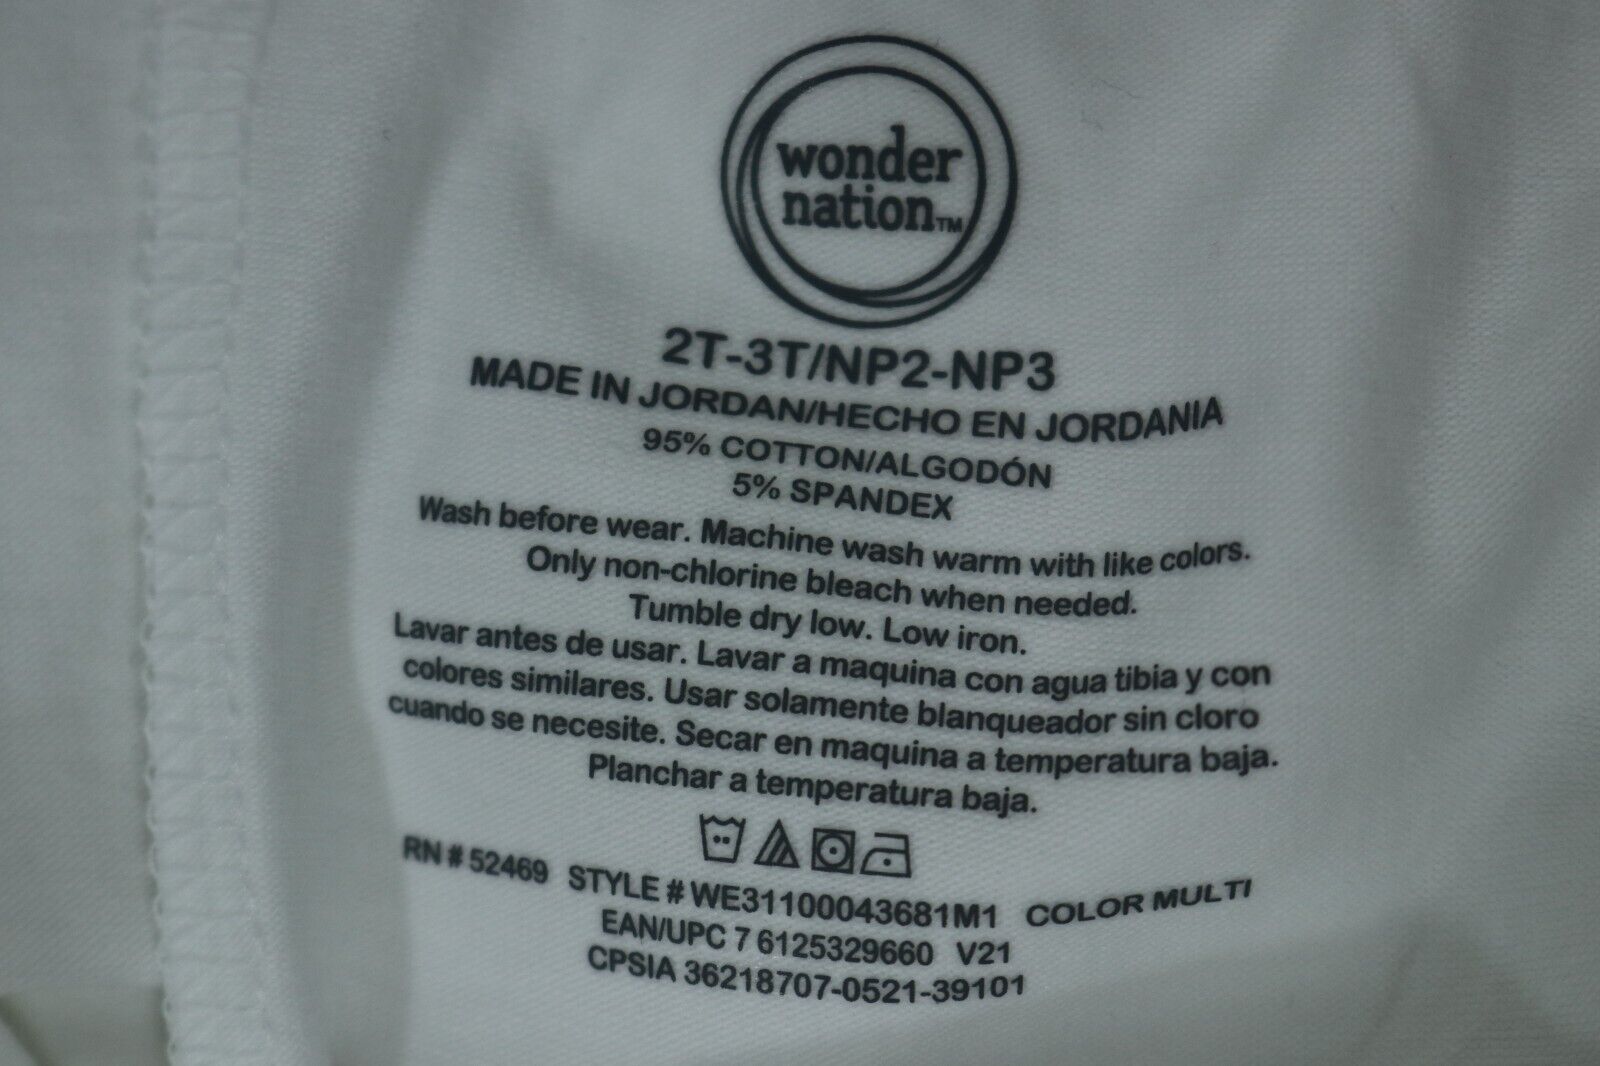 wonder
nation™
2T-3T/NP2-NP3
MADE IN JORDAN/HECHO EN JORDANIA
95% COTTON/ALGODÓN
5% SPANDEX
Wash before wear. Machine wash warm with like colors.
Only non-chlorine bleach when needed.
Tumble dry low. Low iron.
Lavar antes de usar. Lavar a maquina con agua tibia y con
colores similares. Usar solamente blanqueador sin cloro
cuando se necesite. Secar en maquina a temperatura baja.
Planchar a temperatura baja.
RN # 52469 STYLE # WE31100043681M1 COLOR MULTI
EAN/UPC 7 6125329660 V21
CPSIA 36218707-0521-39101